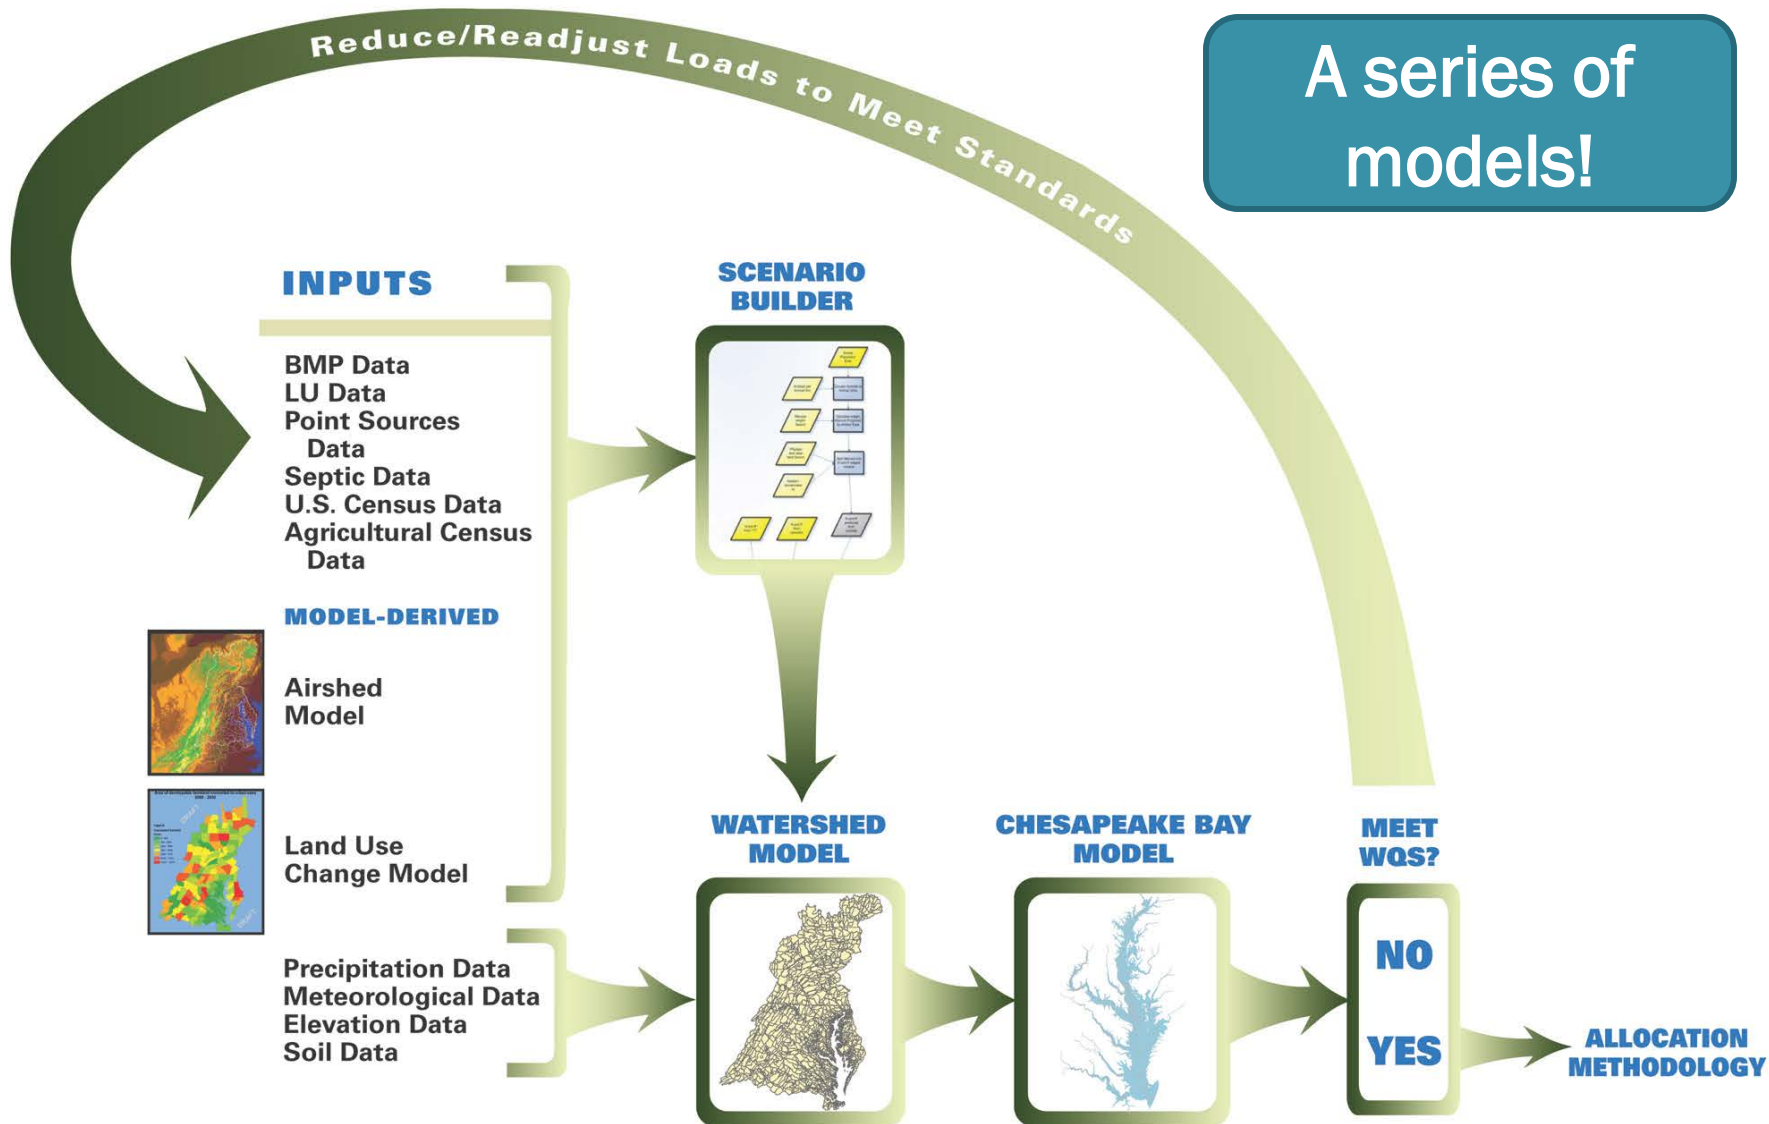 Reduce/Readjust Loads to Meet Standards
A series of
models!
INPUTS
BMP Data
LU Data
Point Sources
Data
Septic Data
U.S. Census Data
Agricultural Census
Data
MODEL-DERIVED
Airshed
Model
Land Use
Change Model
Precipitation Data
Meteorological Data
Elevation Data
Soil Data
SCENARIO
BUILDER
WATERSHED
MODEL
CHESAPEAKE BAY
MODEL
MEET
WQS?
NO
YES
ALLOCATION
METHODOLOGY